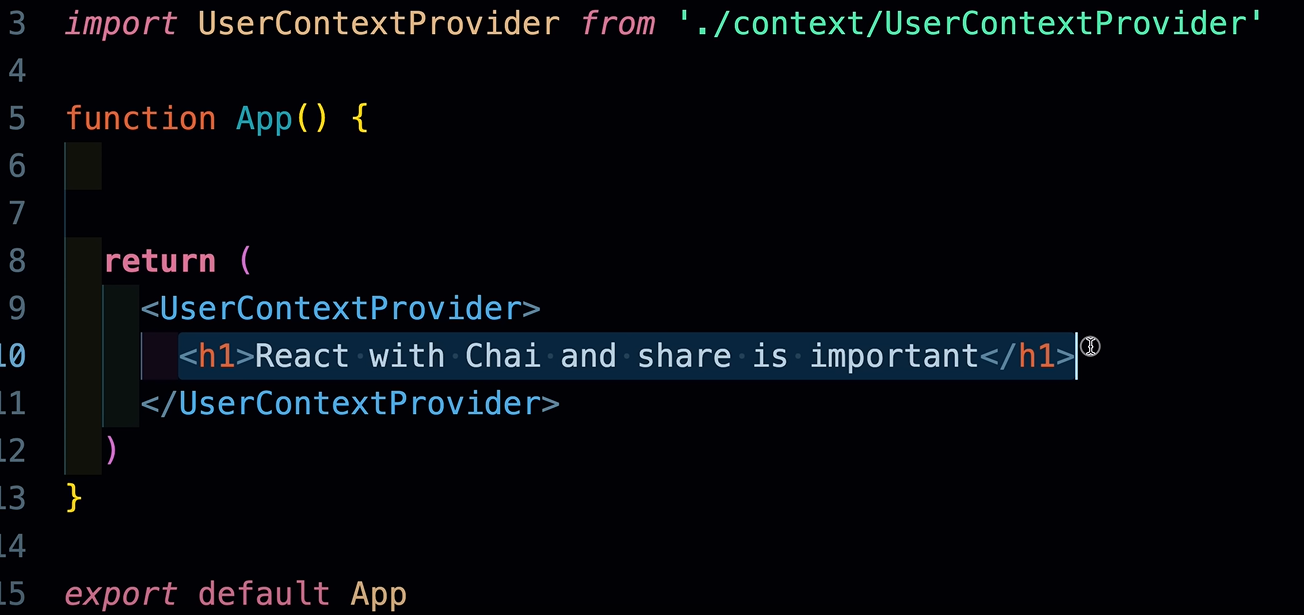 3 import UserContextProvider from './context/UserContextProvider'
4
5 function App() {
6
7
8 return (
9 <UserContextProvider>
10 <h1>React with Chai and share is important</h1>
11 </UserContextProvider>
12 )
13 }
14
15 export default App